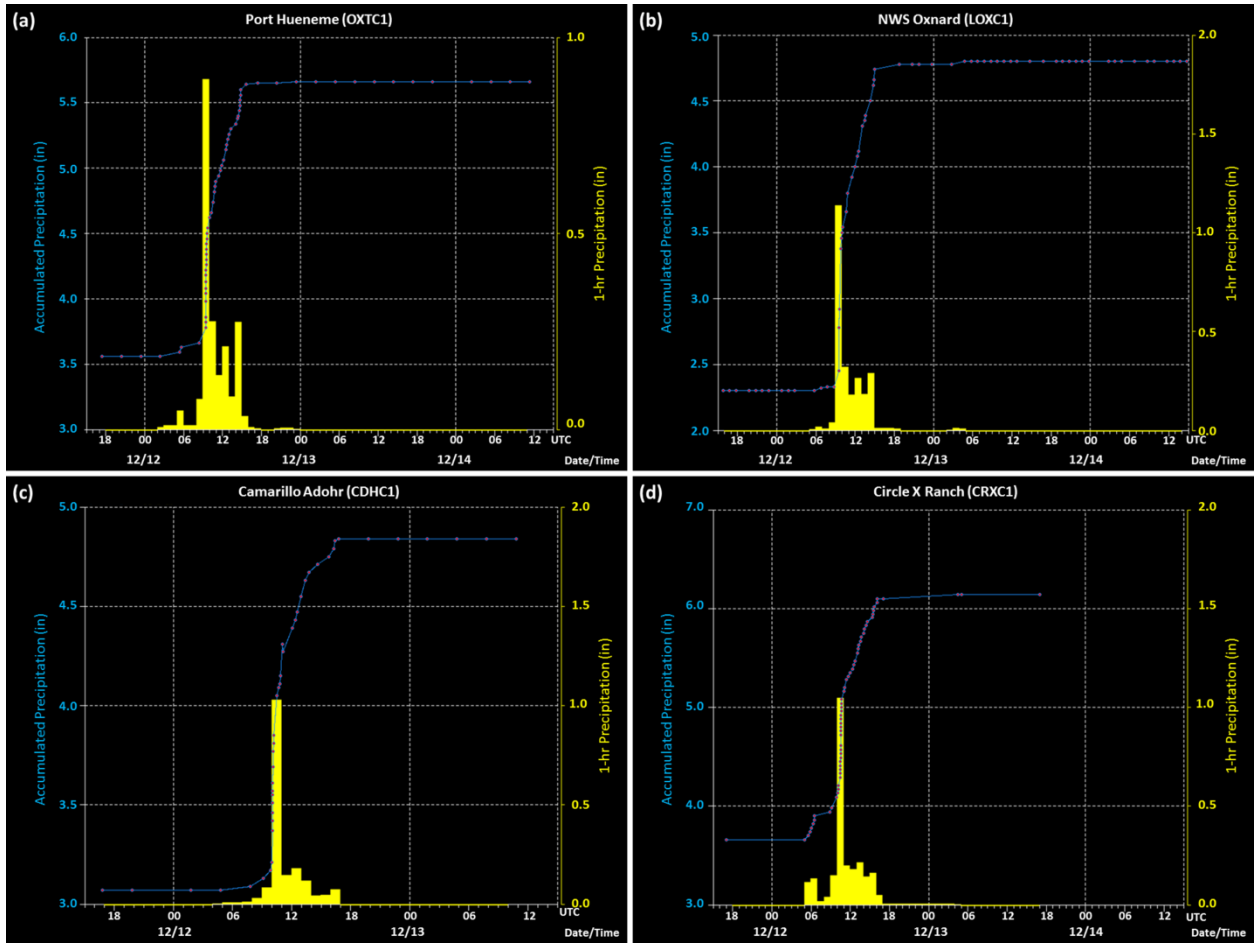 (a)
Port Hueneme (OXTC1)
6.0
5.5
5.0
4.5
4.0
3.5
3.0
Accumulated Precipitation (in)
1.0
0.5
0.0
1-hr Precipitation (in)
18 00 06 12 18 00 06 12 18 00 06 12 UTC
12/12 12/13 12/14 Date/Time
(b)
NWS Oxnard (LOXC1)
5.0
4.5
4.0
3.5
3.0
2.5
2.0
Accumulated Precipitation (in)
2.0
1.5
1.0
0.5
0.0
1-hr Precipitation (in)
18 00 06 12 18 00 06 12 18 00 06 12 UTC
12/12 12/13 12/14 Date/Time
(c)
Camarillo Adohr (CDHC1)
5.0
4.5
4.0
3.5
3.0
Accumulated Precipitation (in)
2.0
1.5
1.0
0.5
0.0
1-hr Precipitation (in)
18 00 06 12 18 00 06 12 UTC
12/12 12/13 Date/Time
(d)
Circle X Ranch (CRXC1)
7.0
6.0
5.0
4.0
3.0
Accumulated Precipitation (in)
2.0
1.5
1.0
0.5
0.0
1-hr Precipitation (in)
18 00 06 12 18 00 06 12 18 00 06 12 UTC
12/12 12/13 12/14 Date/Time